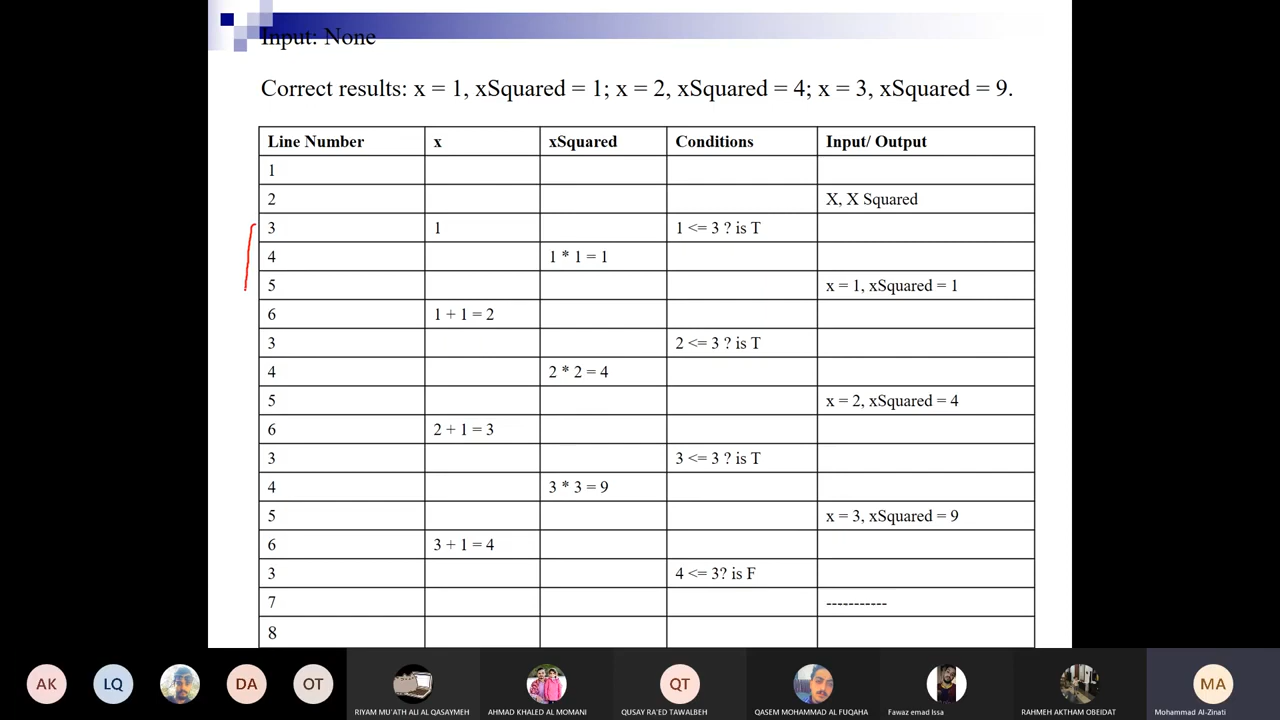 Input: None
Correct results: x = 1, xSquared = 1; x = 2, xSquared = 4; x = 3, xSquared = 9.
Line Number x xSquared Conditions Input/ Output
1
2 X, X Squared
3 1 1 <= 3 ? is T
4 1 * 1 = 1
5 x = 1, xSquared = 1
6 1 + 1 = 2
3 2 <= 3 ? is T
4 2 * 2 = 4
5 x = 2, xSquared = 4
6 2 + 1 = 3
3 3 <= 3 ? is T
4 3 * 3 = 9
5 x = 3, xSquared = 9
6 3 + 1 = 4
3 4 <= 3? is F
7 -----------
8
AK LQ DA OT QT MA
RIYAM MU'ATH ALI AL QASAYMEH AHMAD KHALED AL MOMANI QUSAY RA'ED TAWALBEH QASEM MOHAMMAD AL FUQAHA Fawaz emad Issa RAHMEH AKTHAM OBEIDAT Mohammad Al-Zinati